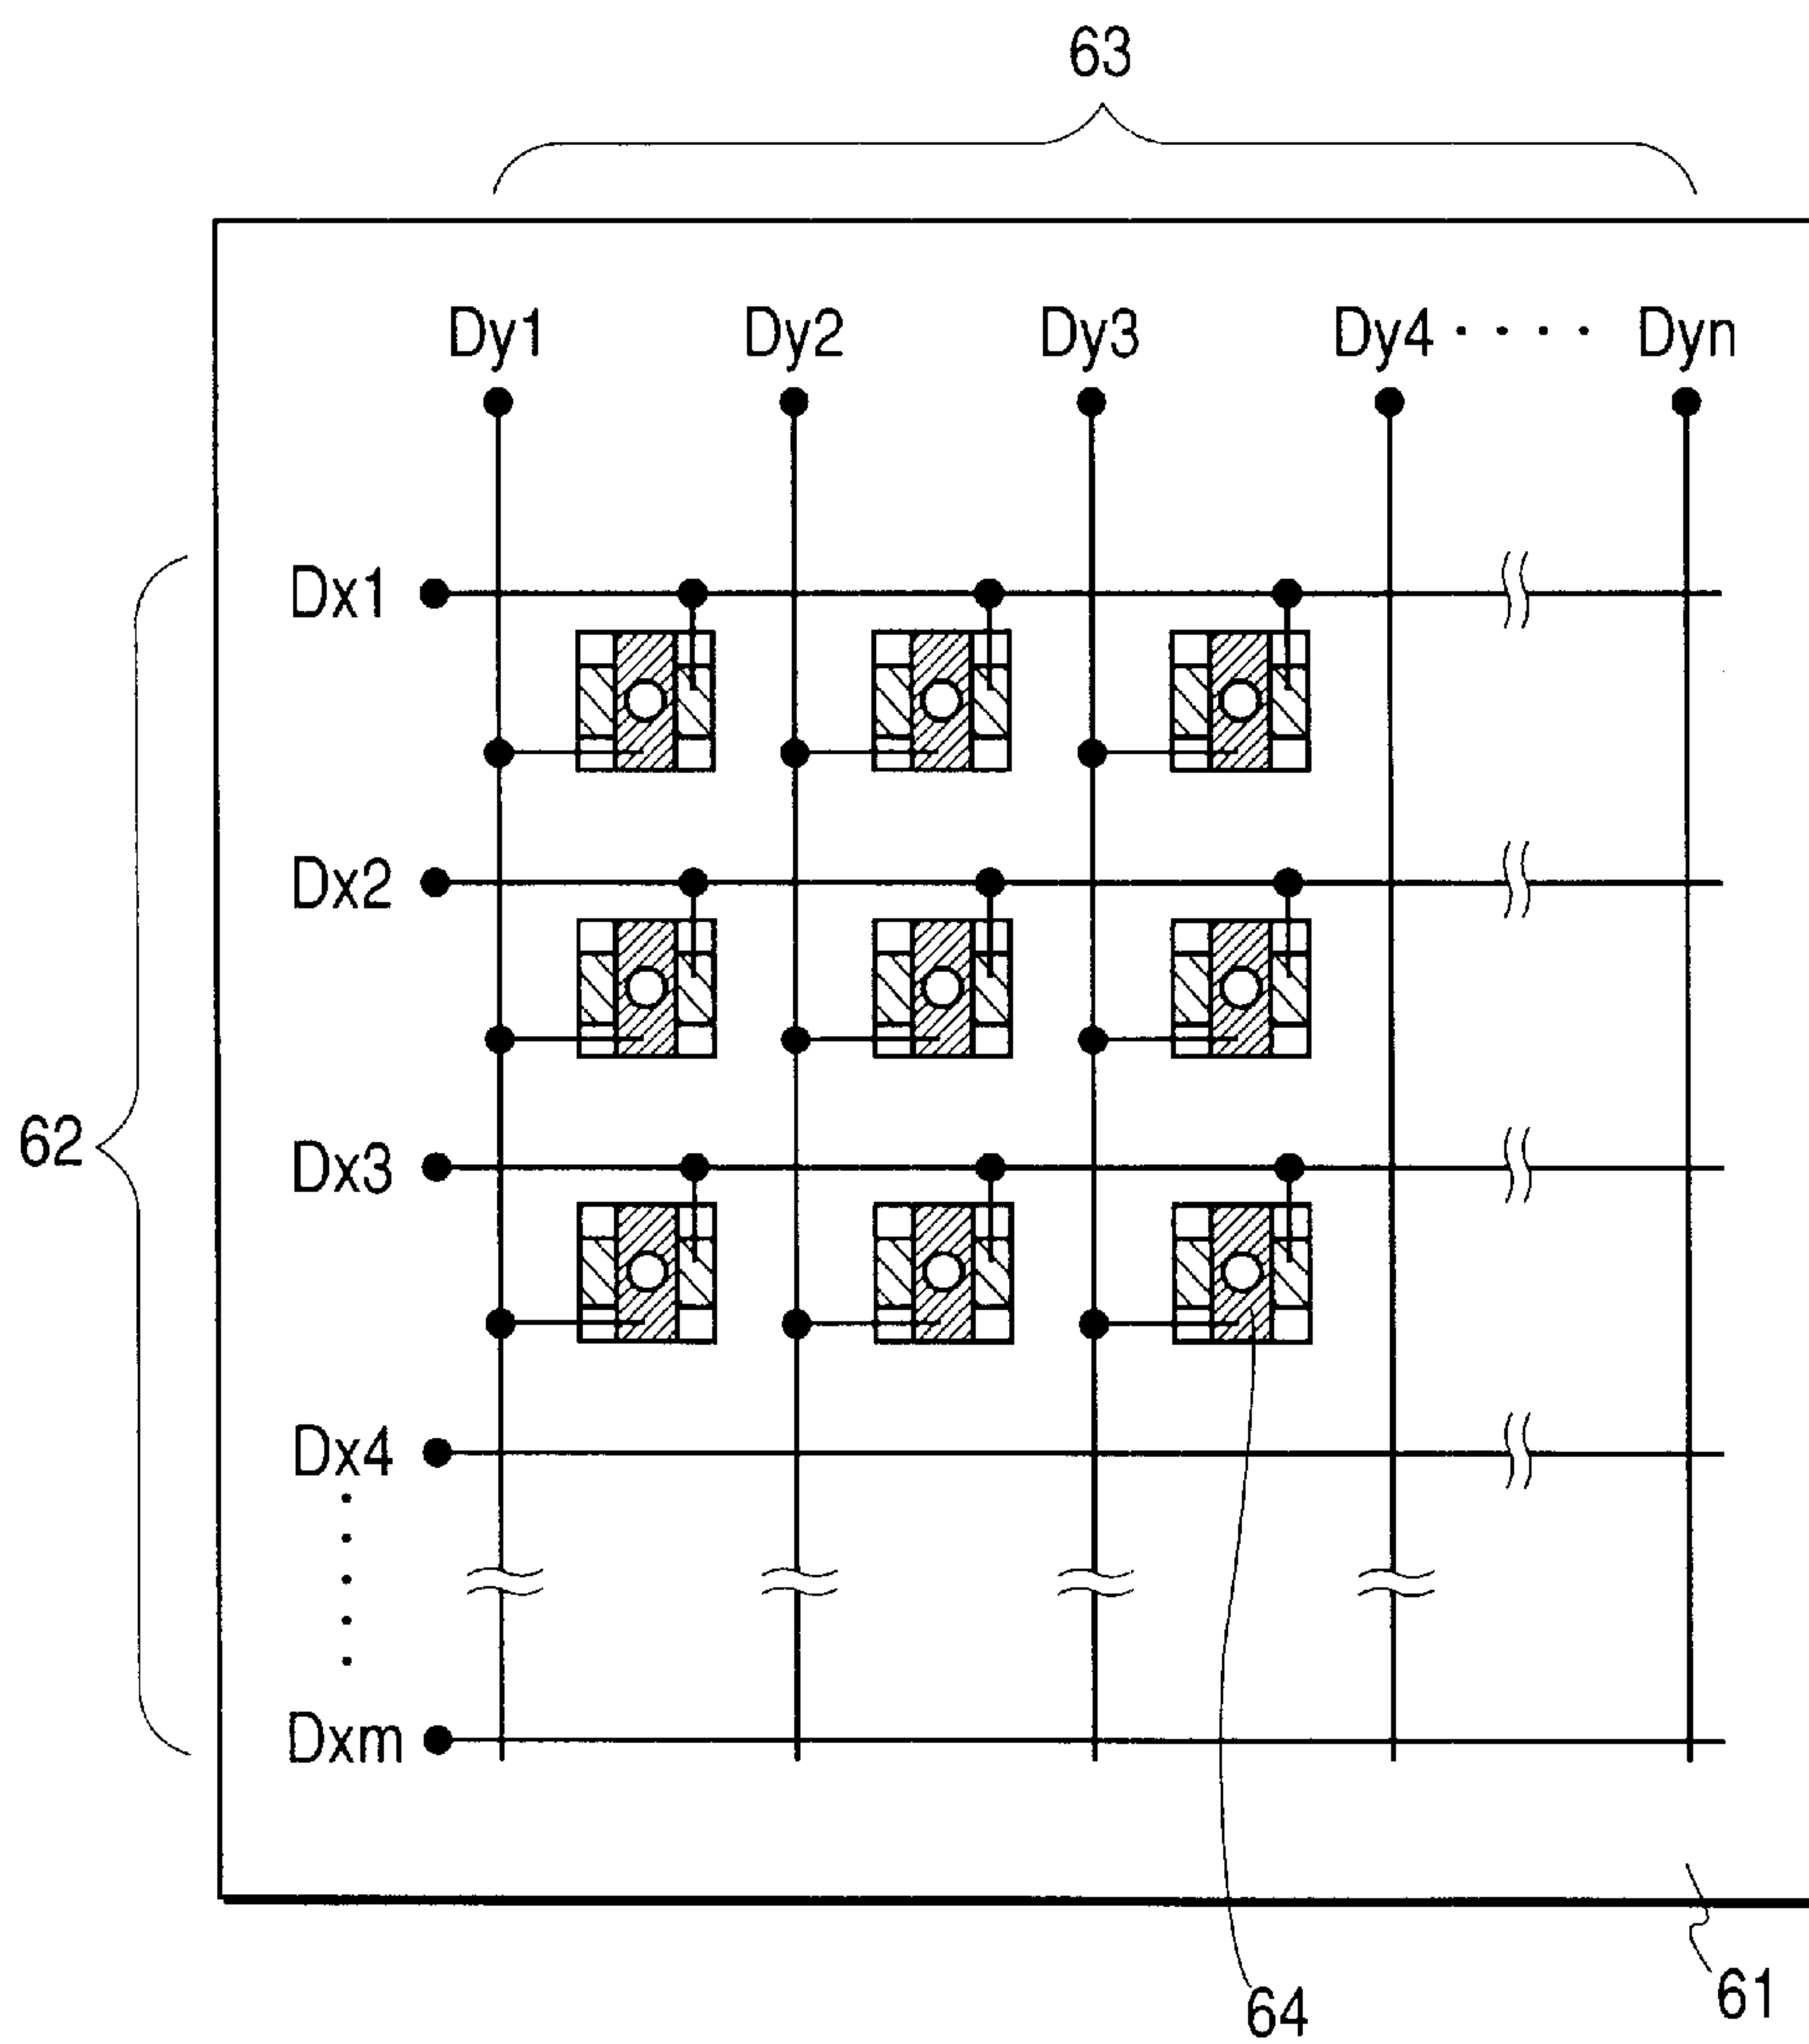 63
Dy1 Dy2 Dy3 Dy4 · · · · Dyn
Dx1
Dx2
62
Dx3
Dx4
Dxm
61
64